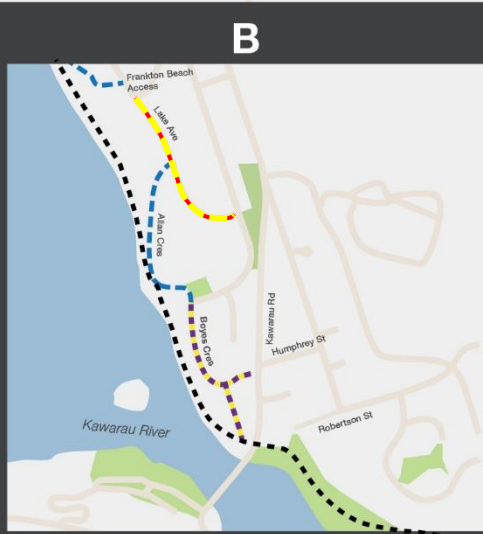 B
Frankton Beach
Access
Lake Ave
Allan Cres
Kawarau Rd
Boyes Cres
Humphrey St
Robertson St
Kawarau River